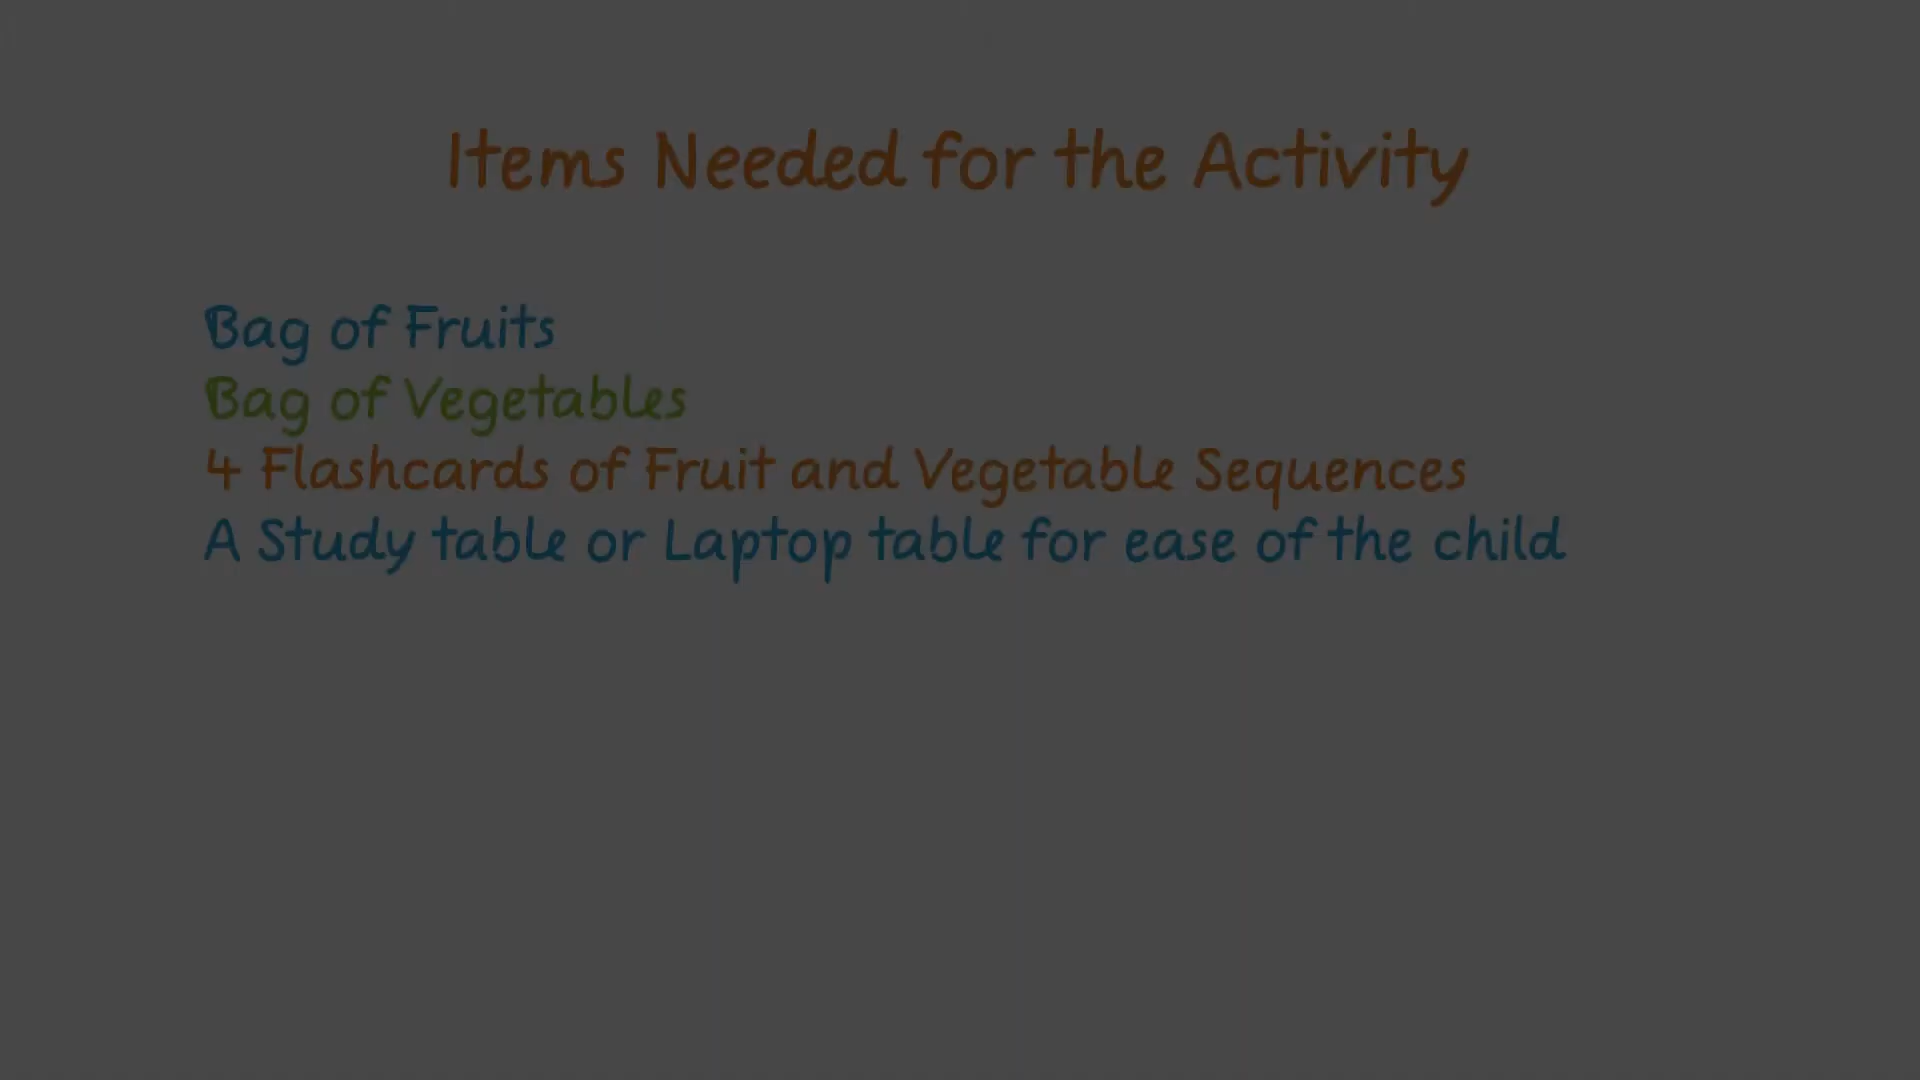 Items Needed for the Activity
Bag of Fruits
Bag of Vegetables
4 Flashcards of Fruit and Vegetable Sequences
A Study table or Laptop table for ease of the child